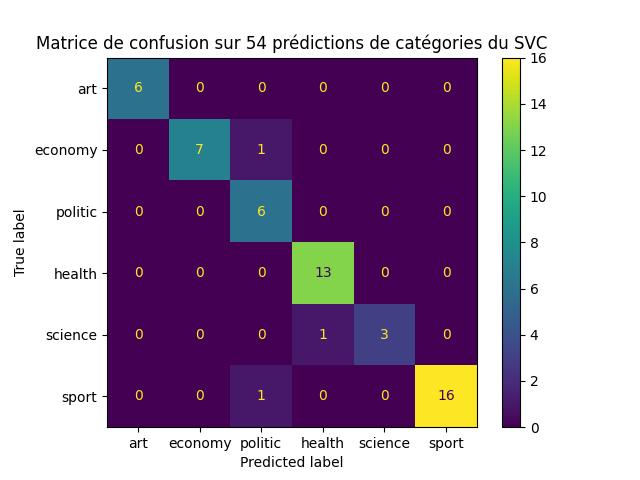 Matrice de confusion sur 54 prédictions de catégories du SVC
True label
art 6 0 0 0 0 0
economy 0 7 1 0 0 0
politic 0 0 6 0 0 0
health 0 0 0 13 0 0
science 0 0 0 1 3 0
sport 0 0 1 0 0 16
art economy politic health science sport
Predicted label
16
14
12
10
8
6
4
2
0